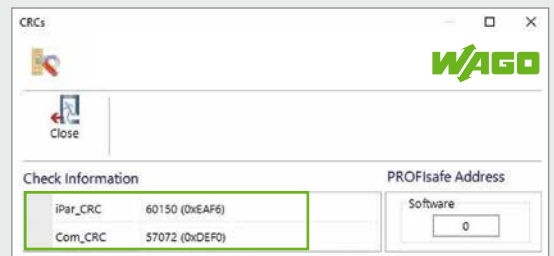 CRCs
WAGO
Close
Check Information
PROFIsafe Address
iPar_CRC 60150 (0xEAF6)
Software
0
Com_CRC 57072 (0xDEF0)